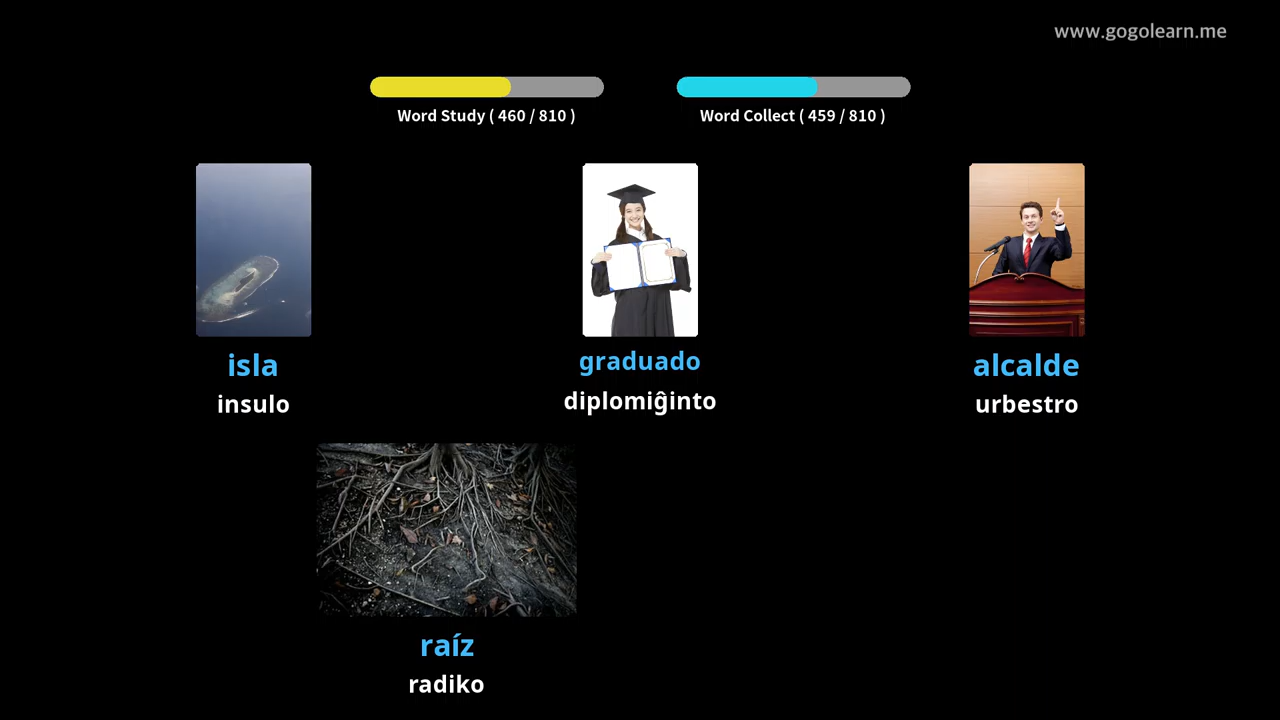 www.gogolearn.me
Word Study ( 460 / 810 )
Word Collect ( 459 / 810 )
isla
insulo
graduado
diplomiĝinto
alcalde
urbestro
raíz
radiko